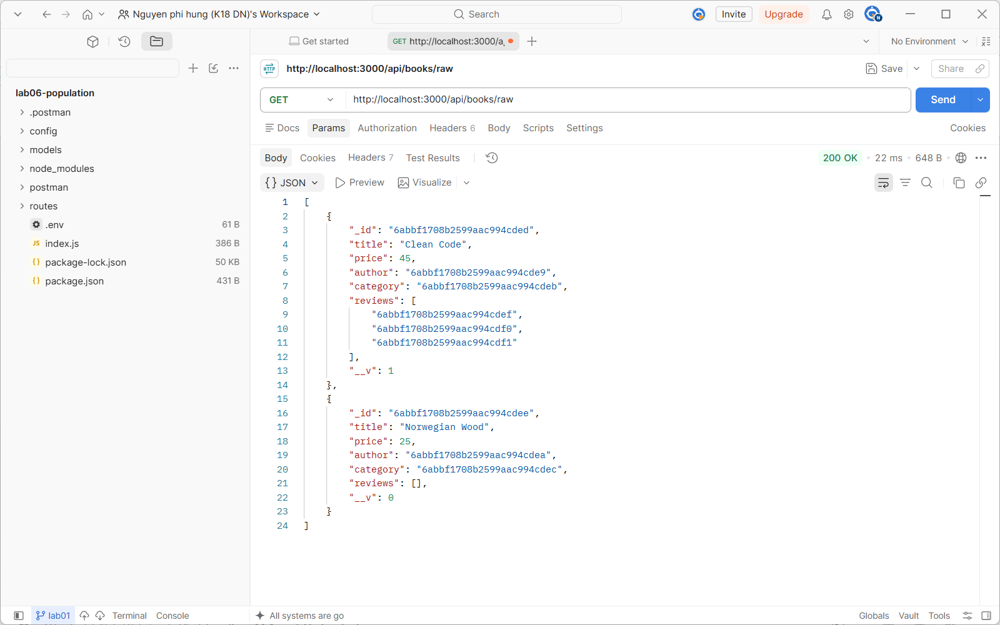 Nguyen phi hung (K18 DN)'s Workspace
Search
Invite
Upgrade
N
Get started
GET http://localhost:3000/a
No Environment
HTTP http://localhost:3000/api/books/raw
Save
Share
lab06-population
.postman
config
models
node_modules
postman
routes
.env 61 B
JS index.js 386 B
{} package-lock.json 50 KB
{} package.json 431 B
GET http://localhost:3000/api/books/raw
Send
Docs Params Authorization Headers 6 Body Scripts Settings Cookies
Body Cookies Headers 7 Test Results
200 OK • 22 ms • 648 B •
{} JSON Preview Visualize
1 [
2 {
3 "_id": "6abbf1708b2599aac994cded",
4 "title": "Clean Code",
5 "price": 45,
6 "author": "6abbf1708b2599aac994cde9",
7 "category": "6abbf1708b2599aac994cdeb",
8 "reviews": [
9 "6abbf1708b2599aac994cdef",
10 "6abbf1708b2599aac994cdf0",
11 "6abbf1708b2599aac994cdf1"
12 ],
13 "__v": 1
14 },
15 {
16 "_id": "6abbf1708b2599aac994cdee",
17 "title": "Norwegian Wood",
18 "price": 25,
19 "author": "6abbf1708b2599aac994cdea",
20 "category": "6abbf1708b2599aac994cdec",
21 "reviews": [],
22 "__v": 0
23 }
24 ]
lab01 Terminal Console
All systems are go
Globals Vault Tools